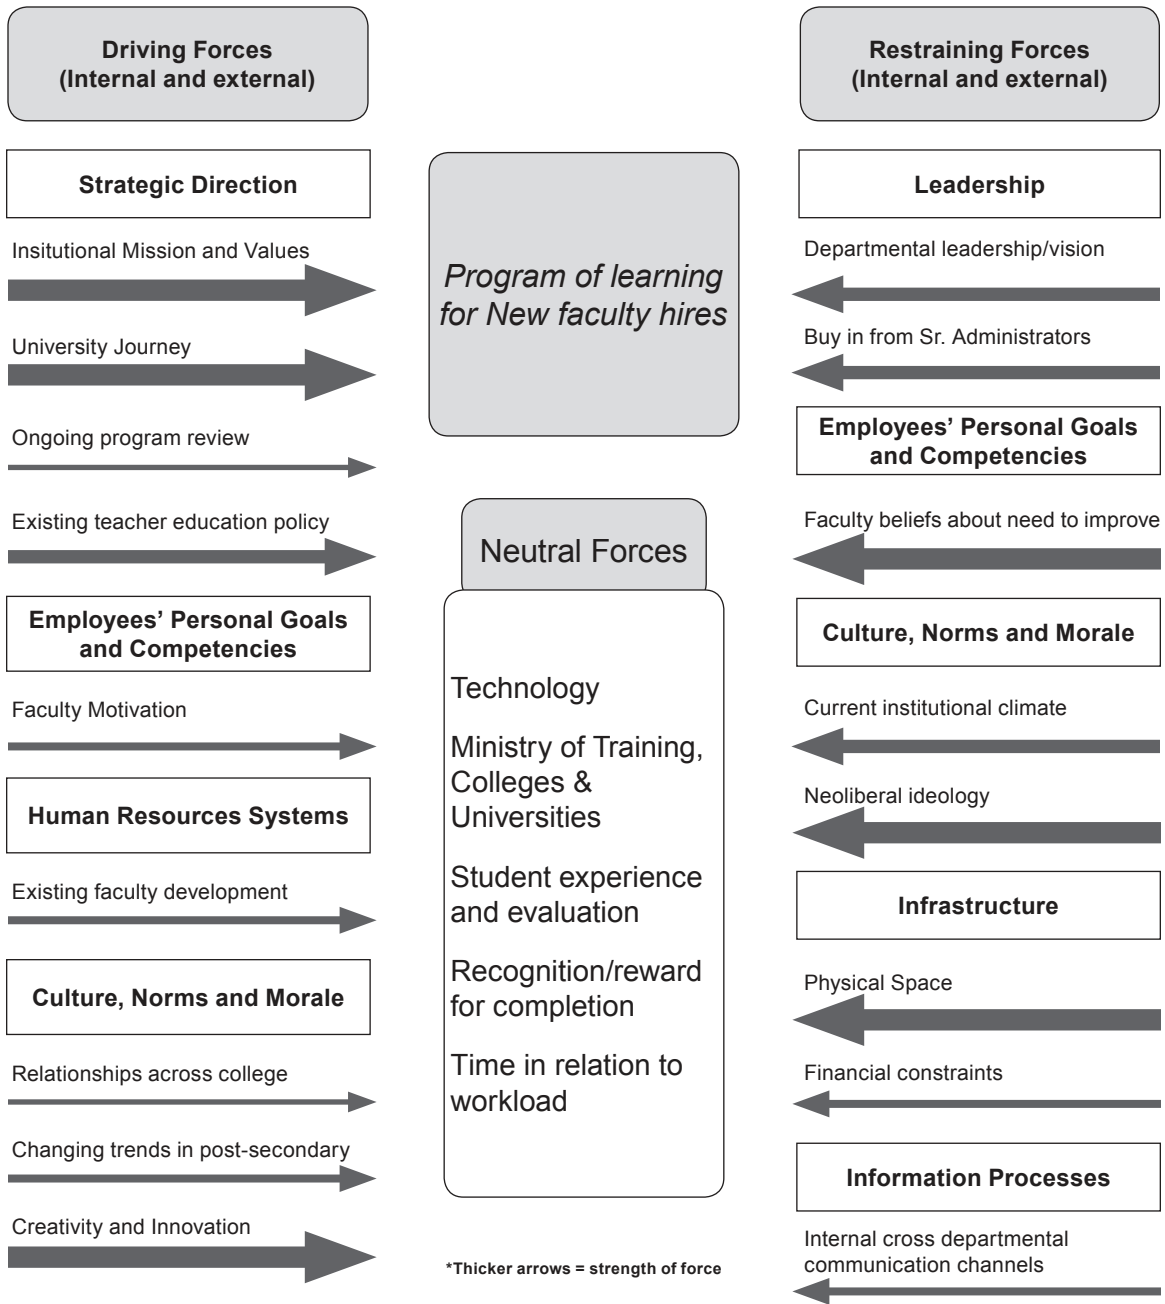 Driving Forces
(Internal and external)
Strategic Direction
Insitutional Mission and Values
University Journey
Ongoing program review
Existing teacher education policy
Employees' Personal Goals
and Competencies
Faculty Motivation
Human Resources Systems
Existing faculty development
Culture, Norms and Morale
Relationships across college
Changing trends in post-secondary
Creativity and Innovation
Program of learning
for New faculty hires
Neutral Forces
Technology
Ministry of Training,
Colleges &
Universities
Student experience
and evaluation
Recognition/reward
for completion
Time in relation to
workload
*Thicker arrows = strength of force
Restraining Forces
(Internal and external)
Leadership
Departmental leadership/vision
Buy in from Sr. Administrators
Employees' Personal Goals
and Competencies
Faculty beliefs about need to improve
Culture, Norms and Morale
Current institutional climate
Neoliberal ideology
Infrastructure
Physical Space
Financial constraints
Information Processes
Internal cross departmental
communication channels